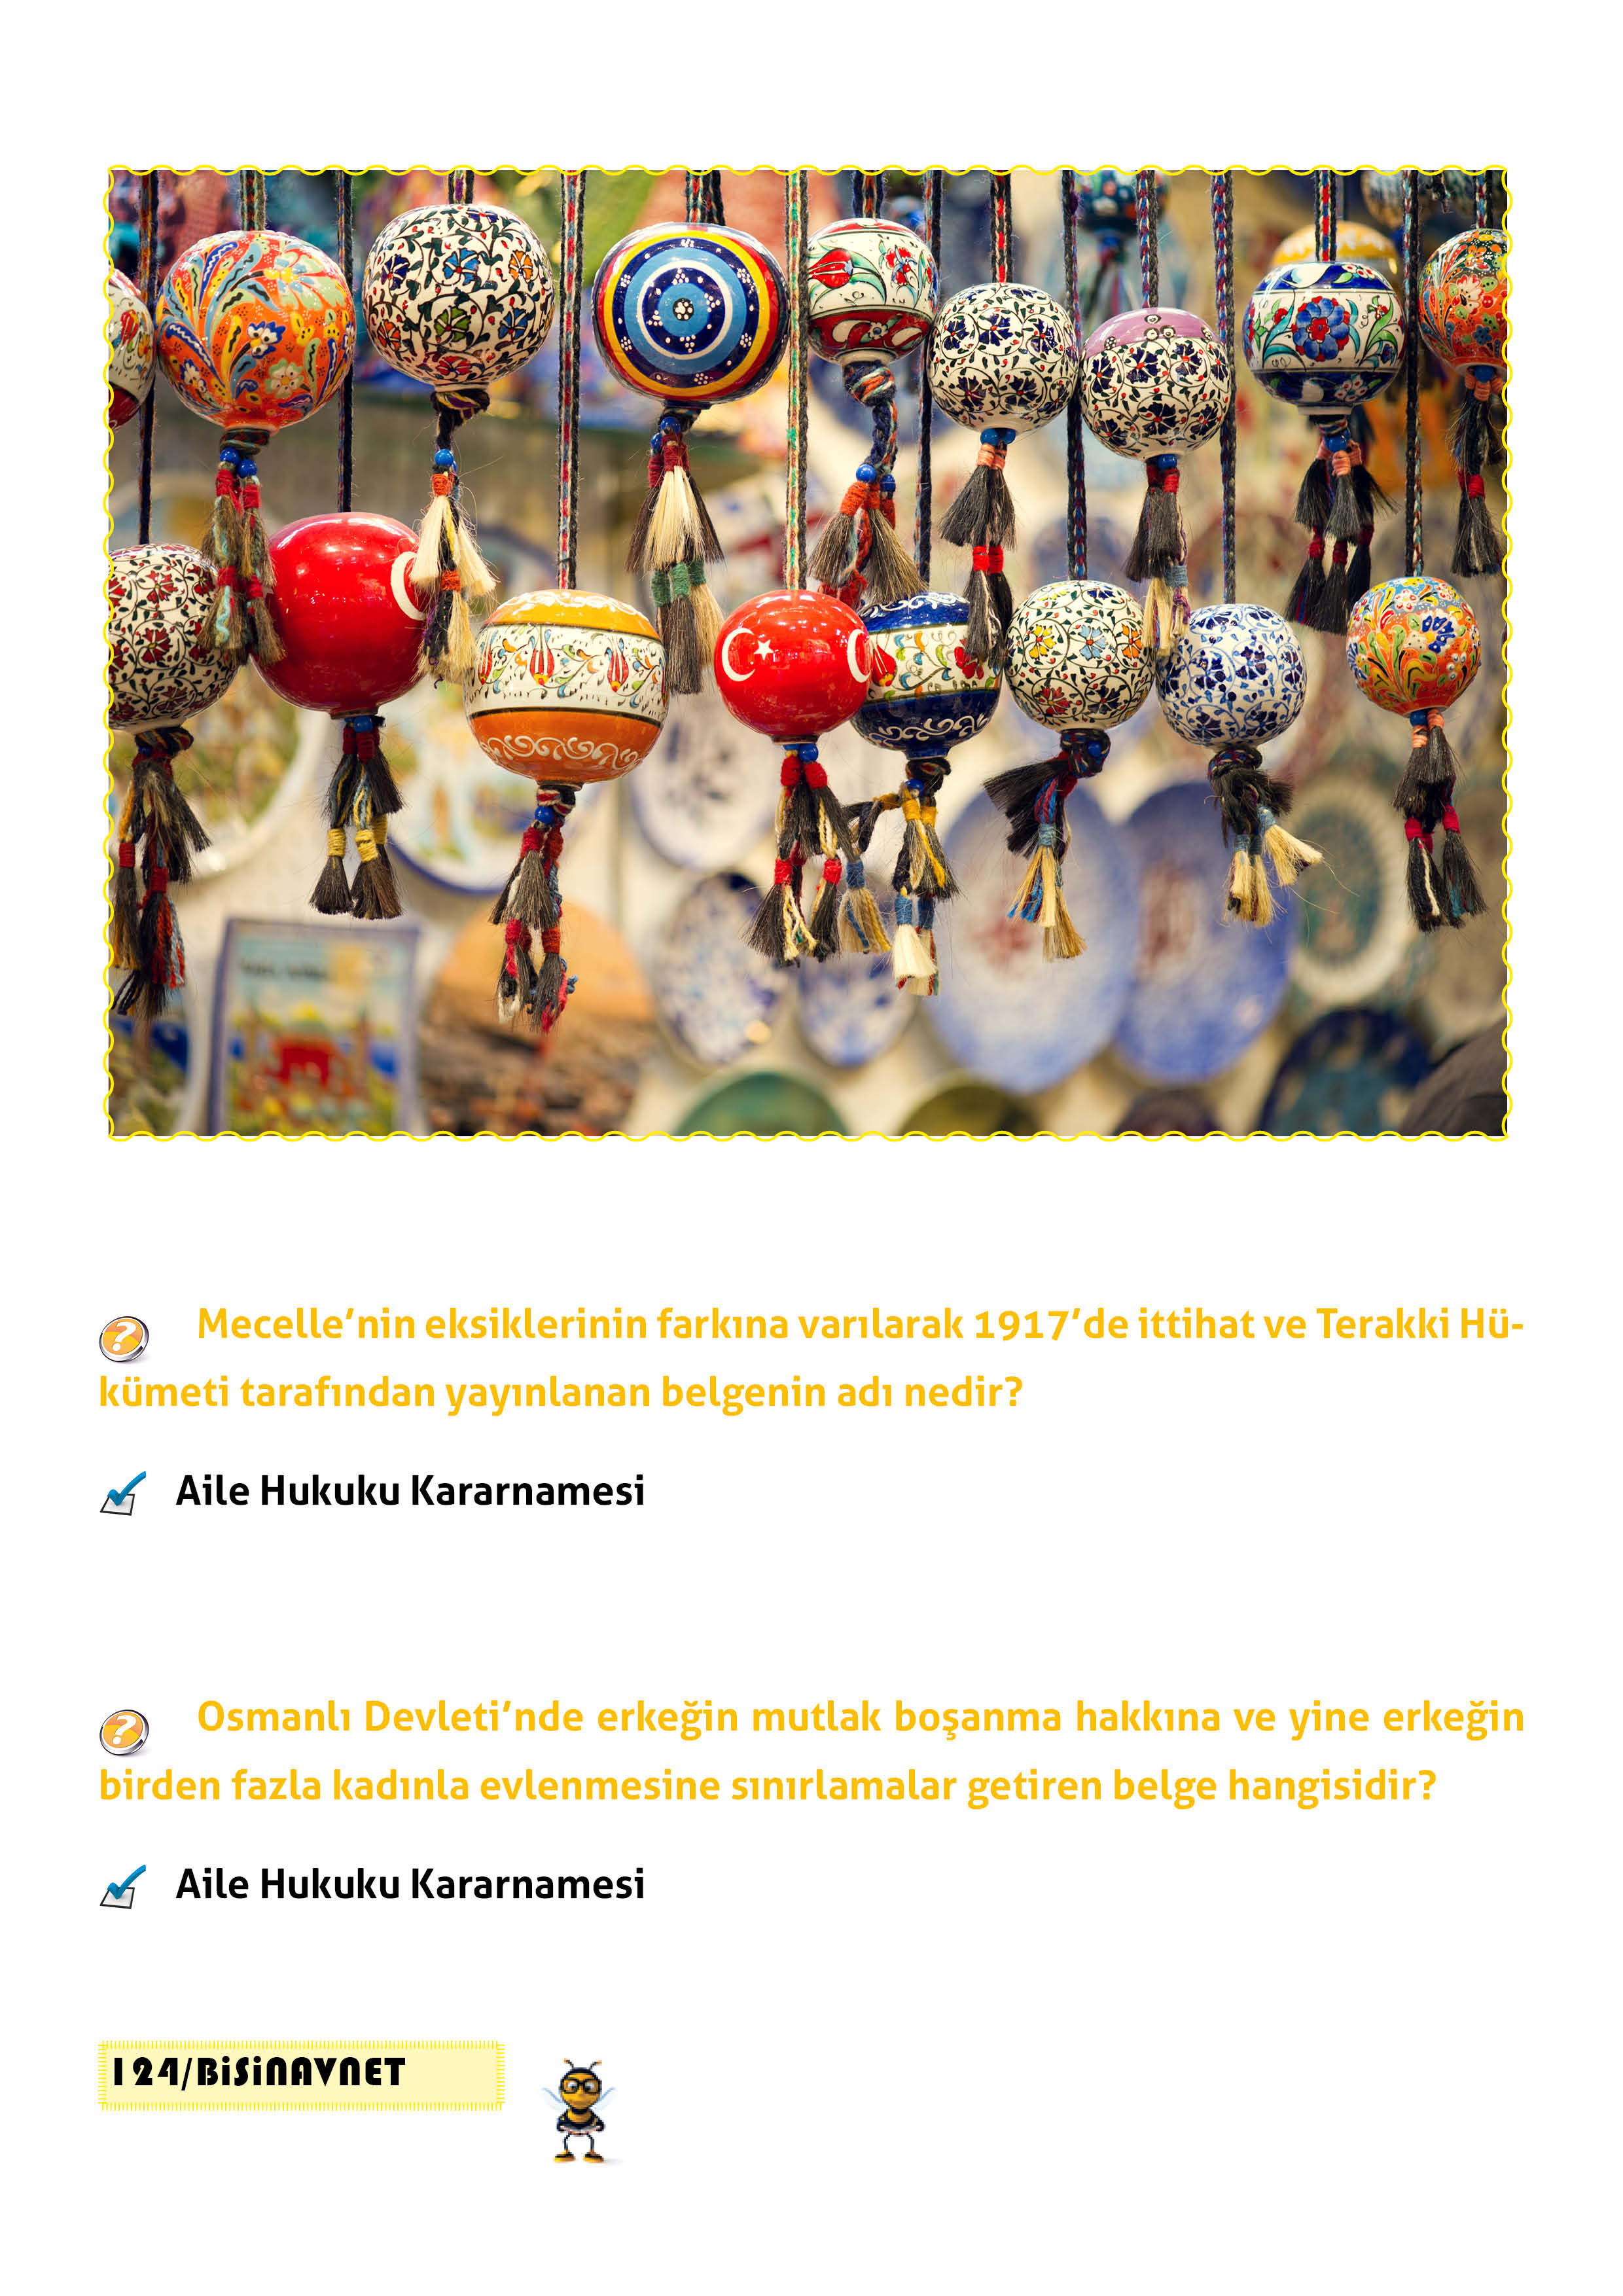 Mecelle’nin eksiklerinin farkına varılarak 1917’de ittihat ve Terakki Hü-
kümeti tarafından yayınlanan belgenin adı nedir?
Aile Hukuku Kararnamesi
Osmanlı Devleti’nde erkeğin mutlak boşanma hakkına ve yine erkeğin
birden fazla kadınla evlenmesine sınırlamalar getiren belge hangisidir?
Aile Hukuku Kararnamesi
124/BiSiNAVNET